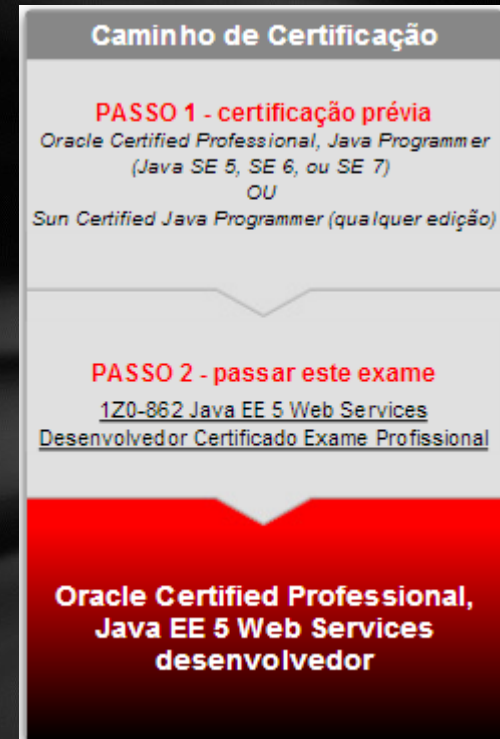 Caminho de Certificação
PASSO 1 - certificação prévia
Oracle Certified Professional, Java Programmer
(Java SE 5, SE 6, ou SE 7)
OU
Sun Certified Java Programmer (qualquer edição)
PASSO 2 - passar este exame
1Z0-862 Java EE 5 Web Services
Desenvolvedor Certificado Exame Profissional
Oracle Certified Professional,
Java EE 5 Web Services
desenvolvedor